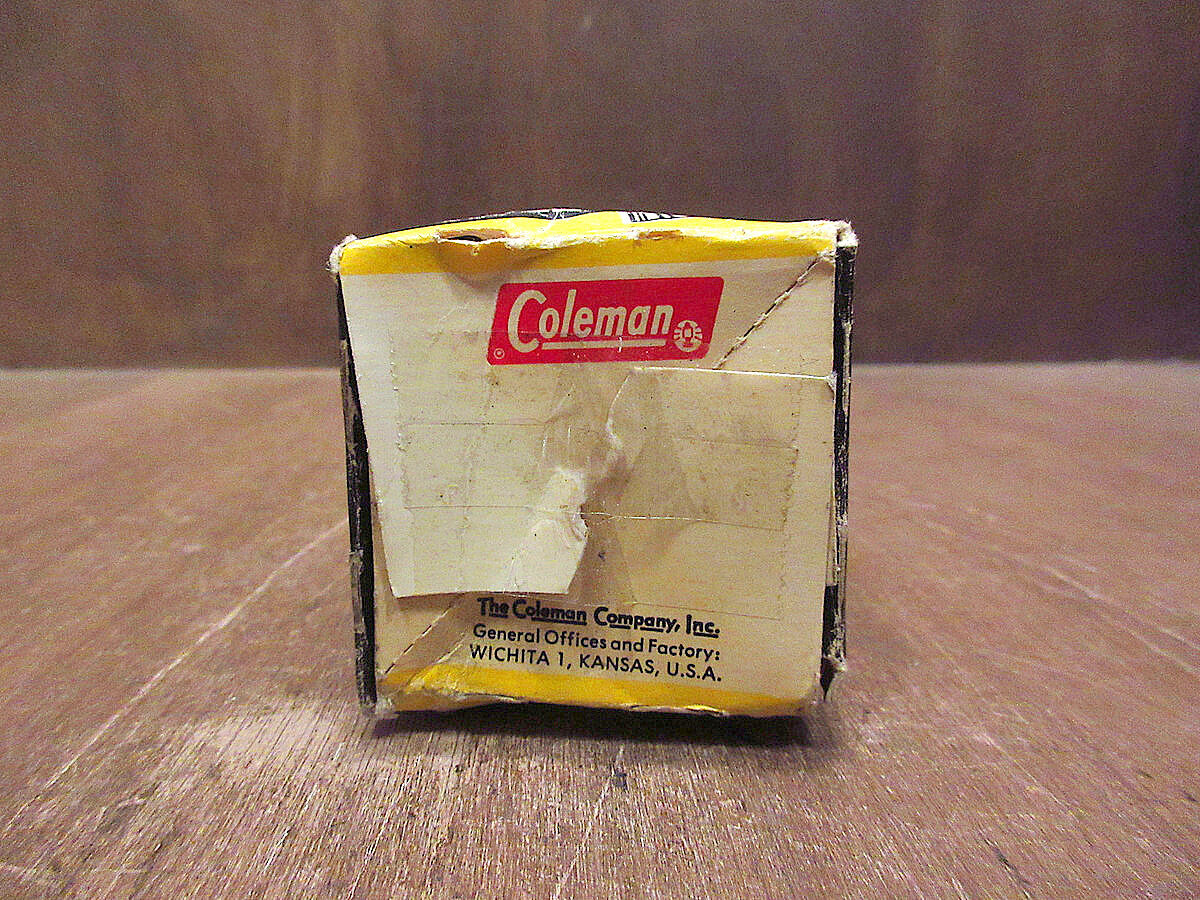 Coleman
®
The Coleman Company, Inc.
General Offices and Factory:
WICHITA 1, KANSAS, U.S.A.